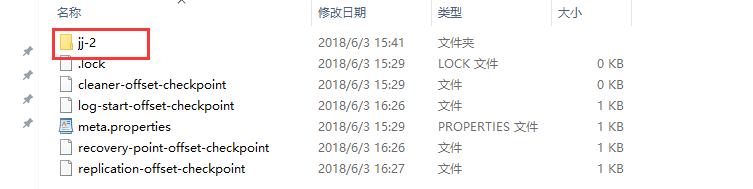 名称 修改日期 类型 大小
jj-2 2018/6/3 15:41 文件夹
.lock 2018/6/3 15:29 LOCK 文件 0 KB
cleaner-offset-checkpoint 2018/6/3 15:29 文件 0 KB
log-start-offset-checkpoint 2018/6/3 16:26 文件 1 KB
meta.properties 2018/6/3 15:29 PROPERTIES 文件 1 KB
recovery-point-offset-checkpoint 2018/6/3 16:26 文件 1 KB
replication-offset-checkpoint 2018/6/3 16:27 文件 1 KB